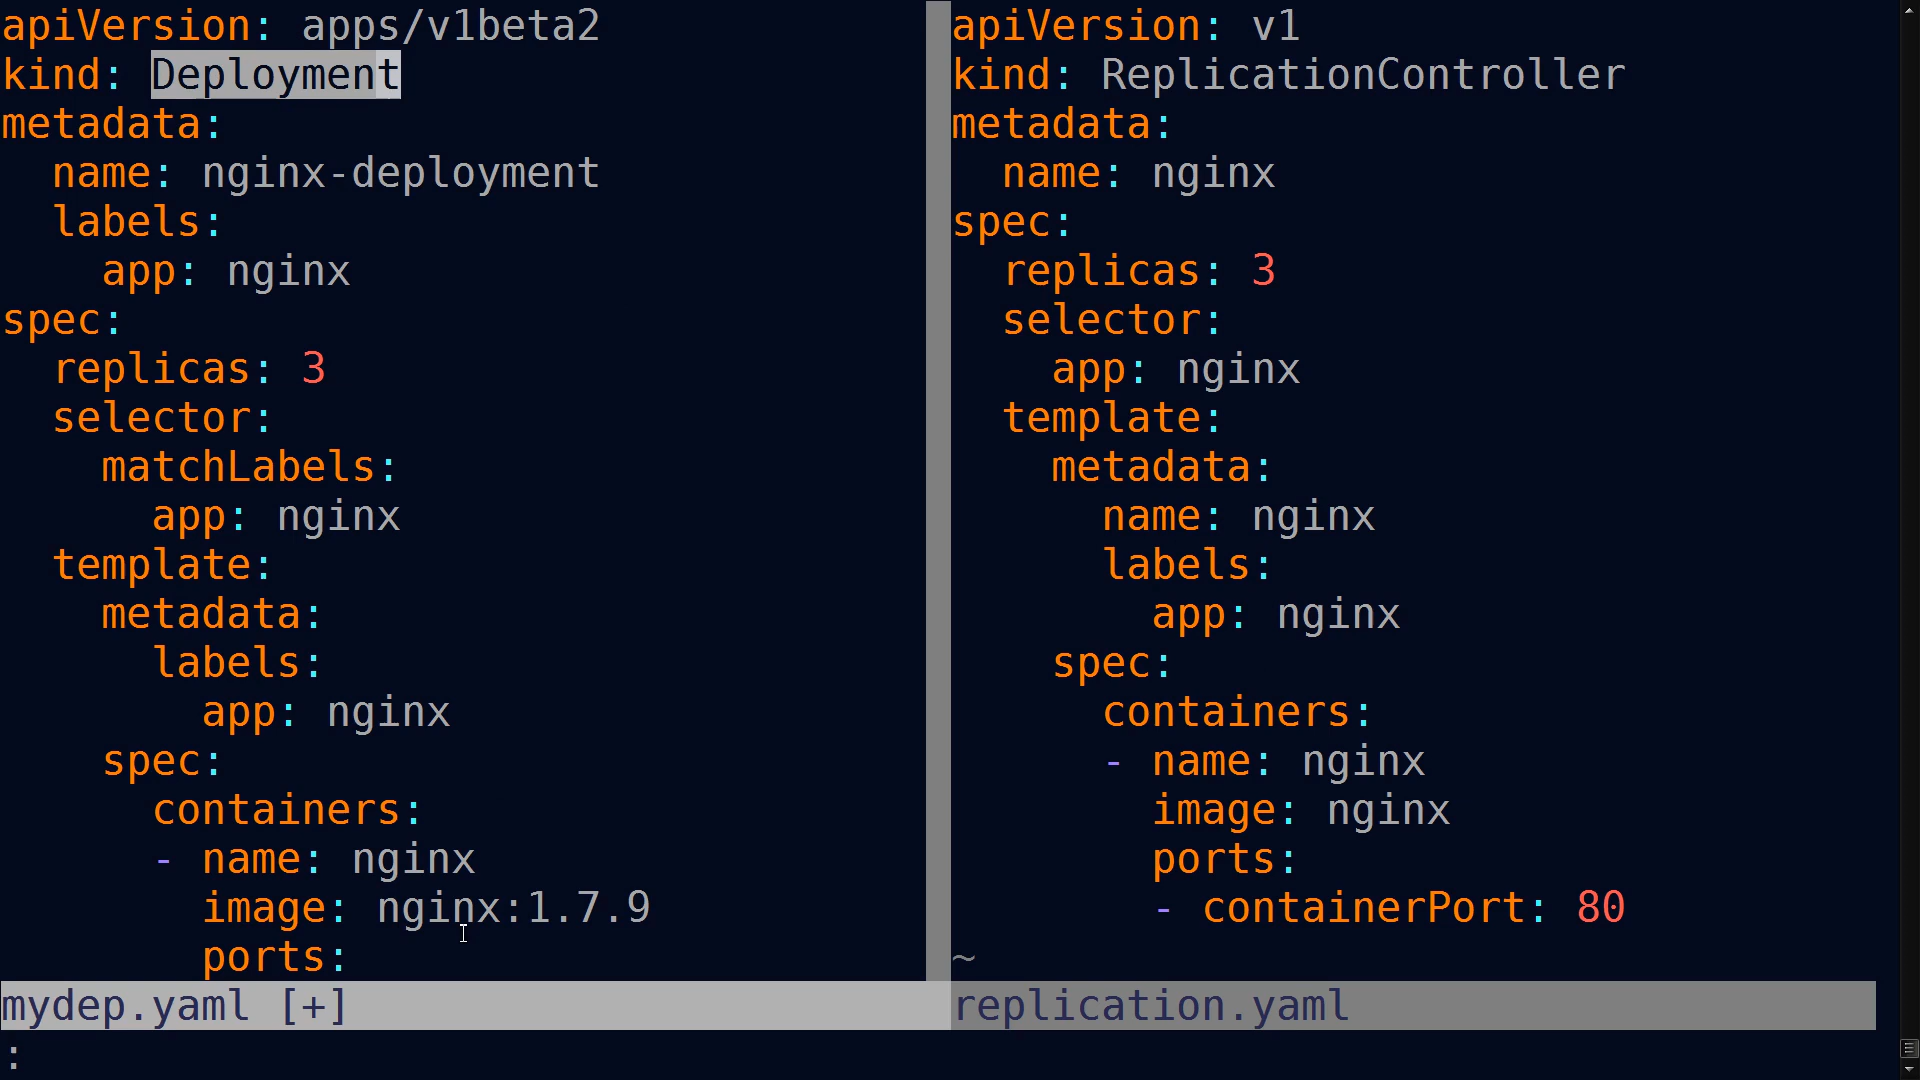 apiVersion: apps/v1beta2
kind: Deployment
metadata:
  name: nginx-deployment
  labels:
    app: nginx
spec:
  replicas: 3
  selector:
    matchLabels:
      app: nginx
  template:
    metadata:
      labels:
        app: nginx
    spec:
      containers:
      - name: nginx
        image: nginx:1.7.9
        ports:
mydep.yaml [+]
apiVersion: v1
kind: ReplicationController
metadata:
  name: nginx
spec:
  replicas: 3
  selector:
    app: nginx
  template:
    metadata:
      name: nginx
      labels:
        app: nginx
    spec:
      containers:
      - name: nginx
        image: nginx
        ports:
        - containerPort: 80
~
replication.yaml
: